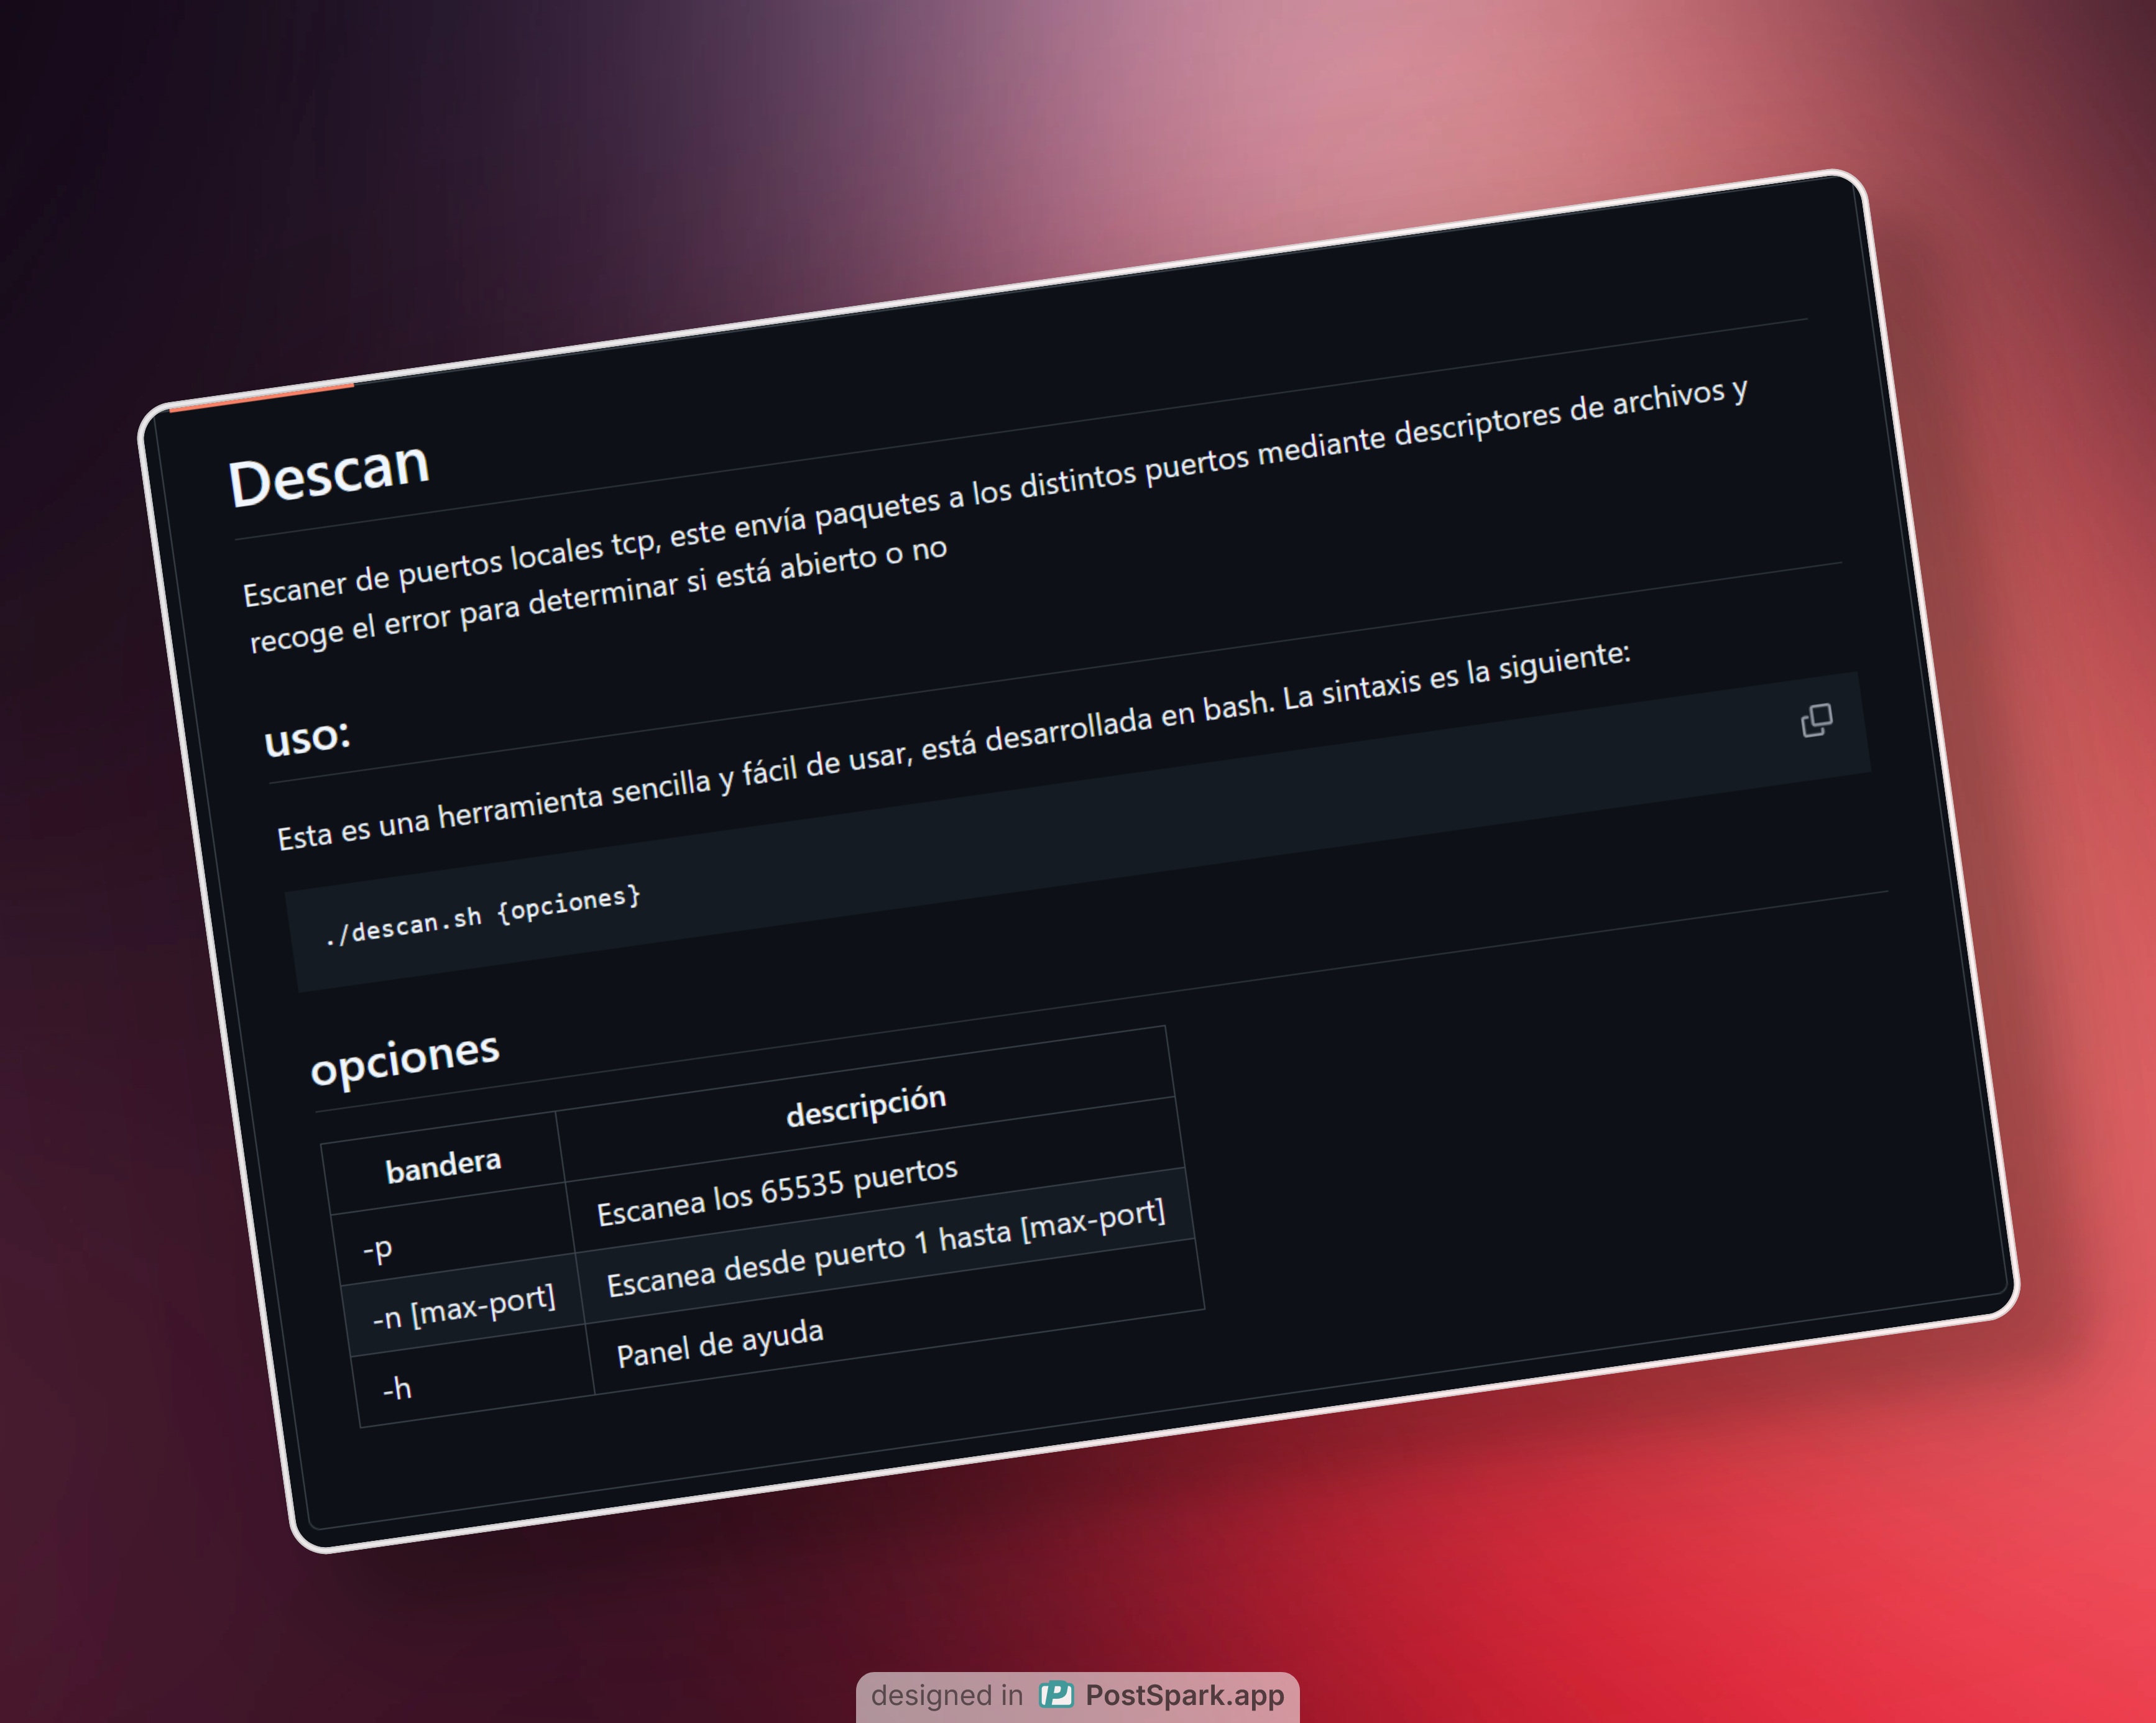 Descan
Escaner de puertos locales tcp, este envía paquetes a los distintos puertos mediante descriptores de archivos y
recoge el error para determinar si está abierto o no
uso:
Esta es una herramienta sencilla y fácil de usar, está desarrollada en bash. La sintaxis es la siguiente:
./descan.sh {opciones}
opciones
bandera descripción
-p Escanea los 65535 puertos
-n [max-port] Escanea desde puerto 1 hasta [max-port]
-h Panel de ayuda
designed in PostSpark.app